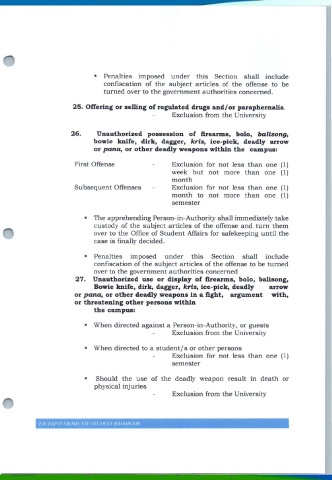 • Penalties imposed under this Section shall include
confiscation of the subject articles of the offense to be
turned over to the government authorities concerned.
25. Offering or selling of regulated drugs and/or paraphernalia.
- Exclusion from the University
26. Unauthorized possession of firearms, bolo, balisong,
bowie knife, dirk, dagger, kris, ice-pick, deadly arrow
or pana, or other deadly weapons within the campus:
First Offense - Exclusion for not less than one (1)
week but not more than one (1)
month
Subsequent Offenses - Exclusion for not less than one (1)
month to not more than one (1)
semester
• The apprehending Person-in-Authority shall immediately take
custody of the subject articles of the offense and turn them
over to the Office of Student Affairs for safekeeping until the
case is finally decided.
• Penalties imposed under this Section shall include
confiscation of the subject articles of the offense to be turned
over to the government authorities concerned
27. Unauthorized use or display of firearms, bolo, balisong,
Bowie knife, dirk, dagger, kris, ice-pick, deadly arrow
or pana, or other deadly weapons in a fight, argument with,
or threatening other persons within
the campus:
• When directed against a Person-in-Authority, or guests
- Exclusion from the University
• When directed to a student/s or other persons
- Exclusion for not less than one (1)
semester
• Should the use of the deadly weapon result in death or
physical injuries
- Exclusion from the University
STUDENT HANDBOOK